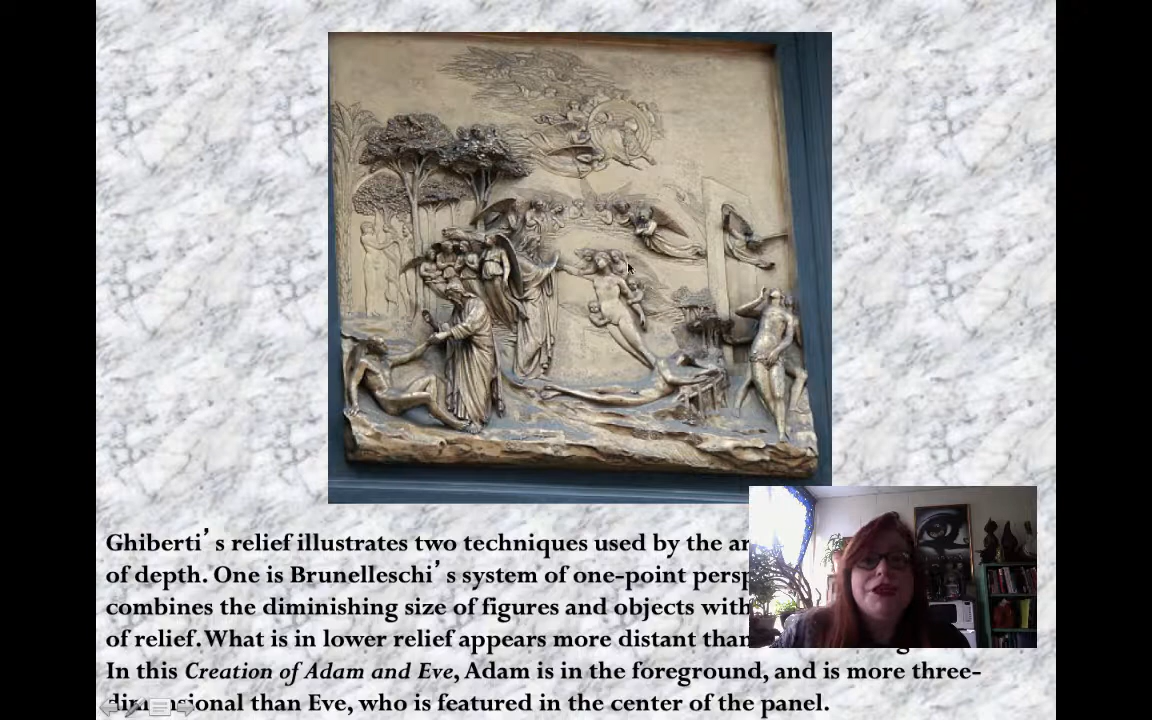 Ghiberti's relief illustrates two techniques used by the
of depth. One is Brunelleschi's system of one-point
combines the diminishing size of figures and objects with
of relief. What is in lower relief appears more distant than
In this Creation of Adam and Eve, Adam is in the foreground, and is more three-
dimensional than Eve, who is featured in the center of the panel.